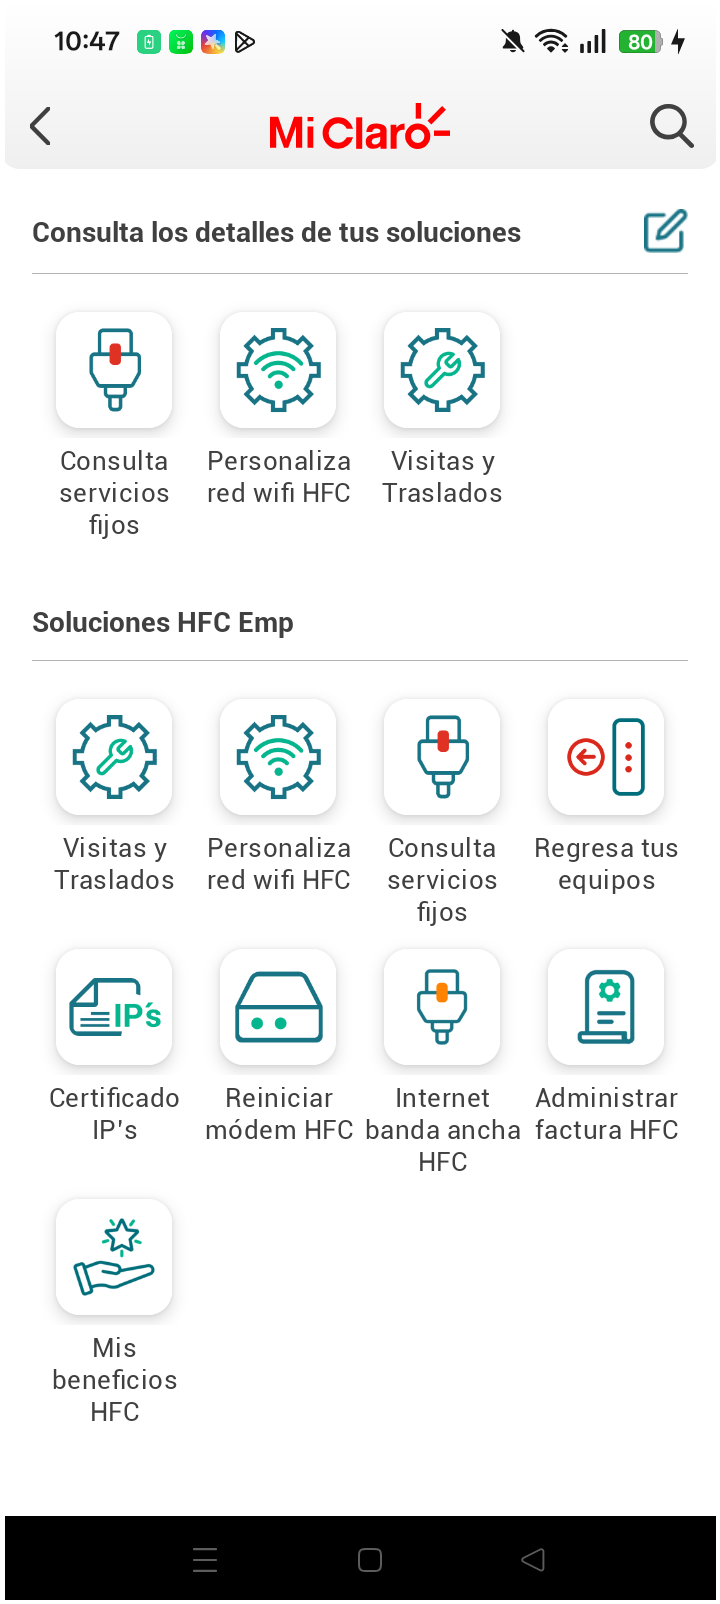 10:47
80
Mi Claro
Consulta los detalles de tus soluciones
Consulta
servicios
fijos
Personaliza
red wifi HFC
Visitas y
Traslados
Soluciones HFC Emp
Visitas y
Traslados
Personaliza
red wifi HFC
Consulta
servicios
fijos
Regresa tus
equipos
IP´s
Certificado
IP's
Reiniciar
módem HFC
Internet
banda ancha
HFC
Administrar
factura HFC
Mis
beneficios
HFC